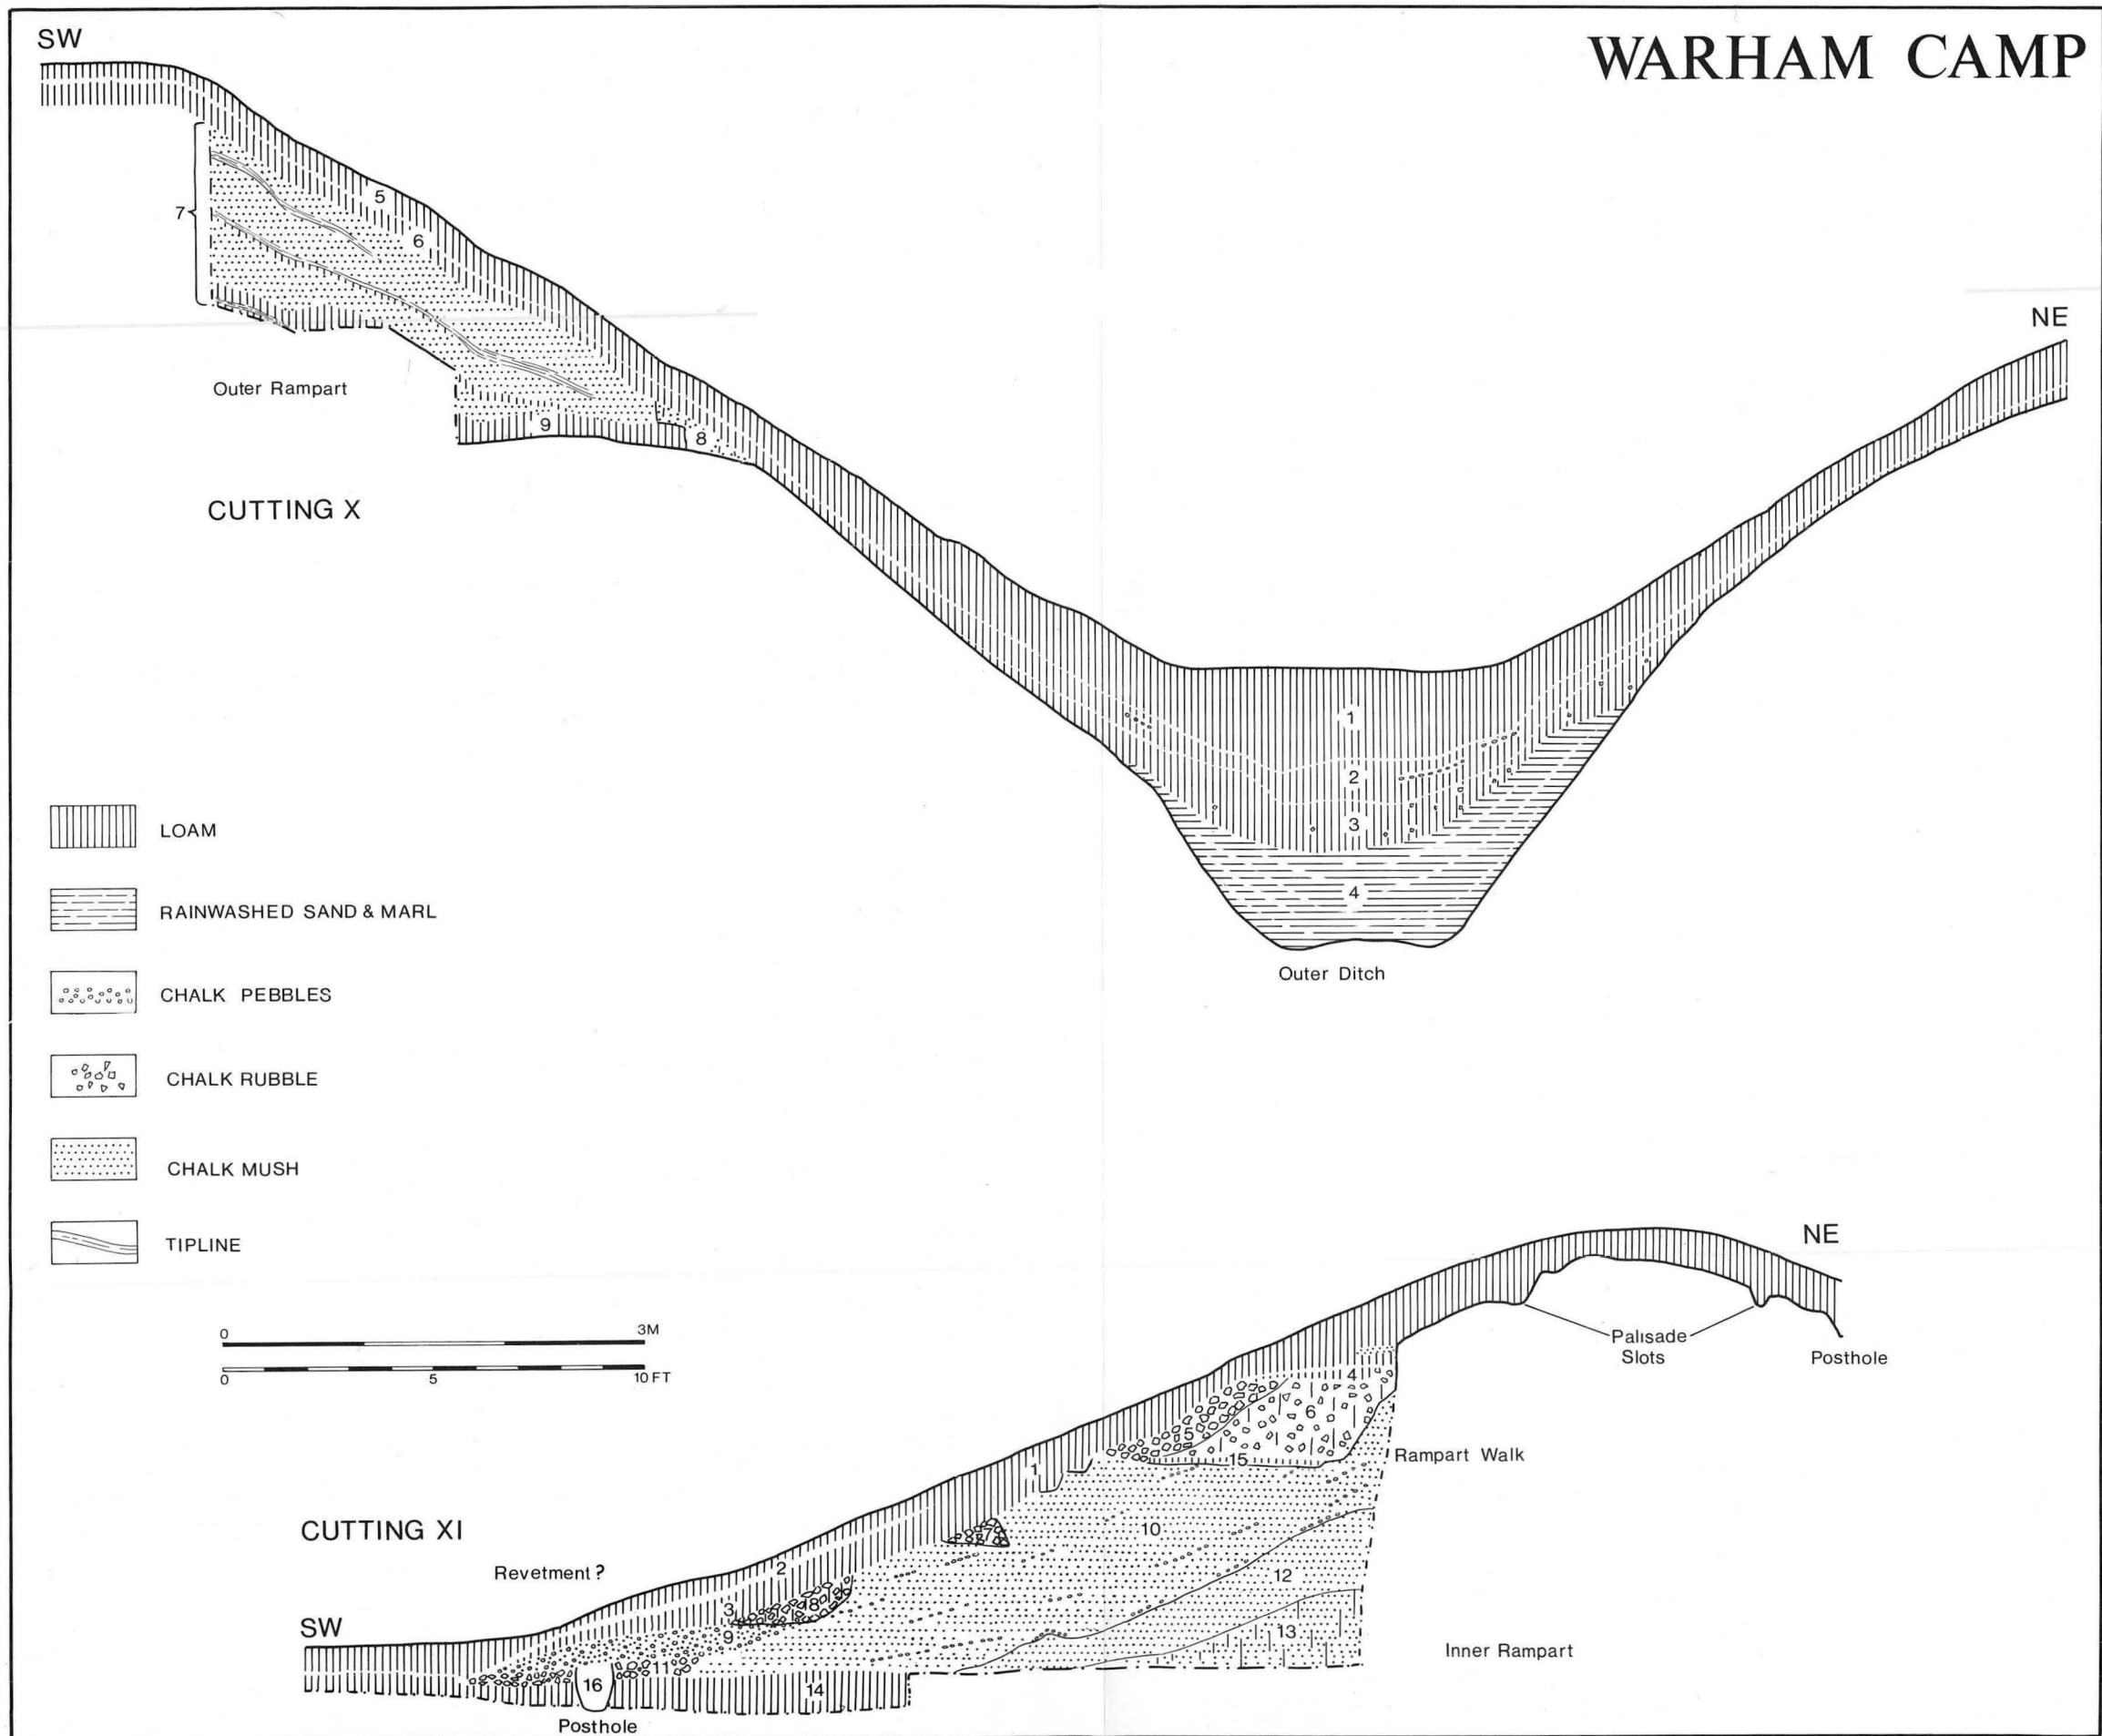 SW
WARHAM CAMP
5
7
6
NE
Outer Rampart
9
8
CUTTING X
1
2
3
4
Outer Ditch
LOAM
RAINWASHED SAND & MARL
CHALK PEBBLES
CHALK RUBBLE
CHALK MUSH
TIPLINE
0
3M
0
5
10 FT
NE
Palisade
Slots
Posthole
4
6
5
15
Rampart Walk
1
CUTTING XI
7
10
Revetment ?
2
12
3
18
SW
9
13
Inner Rampart
11
16
14
Posthole